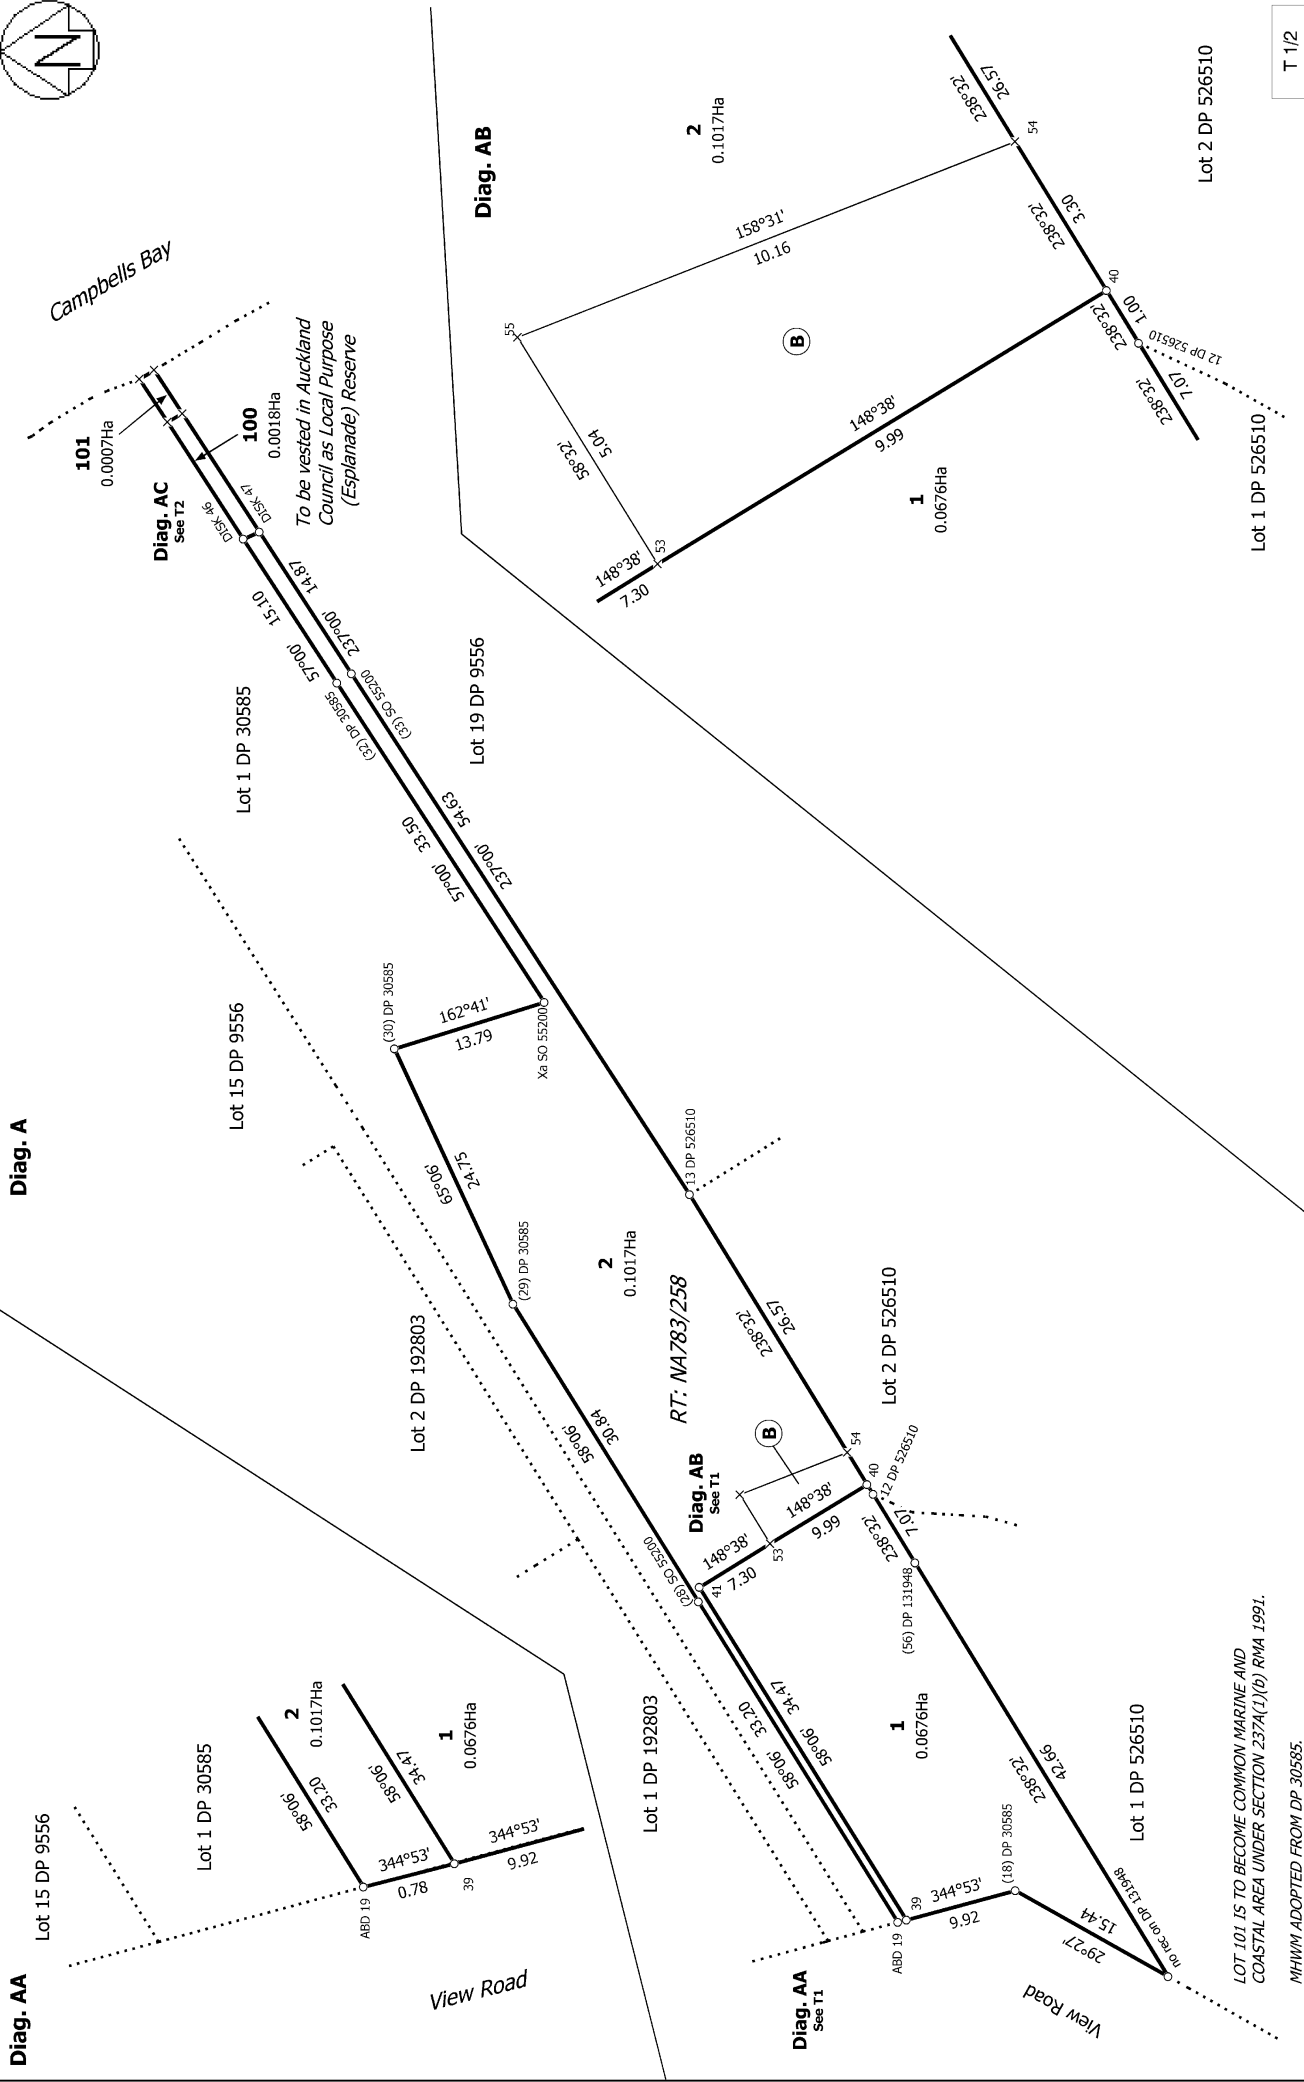 N
Diag. A
Campbells Bay
101
0.0007Ha
100
0.0018Ha
To be vested in Auckland
Council as Local Purpose
(Esplanade) Reserve
Diag. AC
See T2
DISK 46
DISK 47
15.10
57°00'
14.87
237°00'
(32) DP 30585
(33) SO 55200
Lot 1 DP 30585
Lot 19 DP 9556
Lot 15 DP 9556
33.50
57°00'
54.63
237°00'
(30) DP 30585
162°41'
13.79
Xa SO 55200
65°06'
24.75
(29) DP 30585
13 DP 526510
2
0.1017Ha
RT: NA783/258
Lot 2 DP 192803
58°06'
30.84
238°32'
26.57
Lot 2 DP 526510
B
Diag. AB
See T1
54
40
12 DP 526510
148°38'
9.99
53
148°38'
7.30
41
(28) SO 55200
7.07
238°32'
(56) DP 131948
Lot 1 DP 192803
33.20
58°06'
34.47
58°06'
1
0.0676Ha
238°32'
42.66
Lot 1 DP 526510
ABD 19
39
344°53'
9.92
(18) DP 30585
15.44
29°27'
no rec on DP 131948
View Road
Diag. AA
See T1
LOT 101 IS TO BECOME COMMON MARINE AND
COASTAL AREA UNDER SECTION 237A(1)(b) RMA 1991.
MHWM ADOPTED FROM DP 30585.
Diag. AA
Lot 15 DP 9556
Lot 1 DP 30585
2
0.1017Ha
1
0.0676Ha
58°06'
33.20
58°06'
34.47
344°53'
0.78
344°53'
9.92
ABD 19
39
View Road
Diag. AB
2
0.1017Ha
238°32'
26.57
54
158°31'
10.16
238°32'
3.30
40
55
B
58°32'
5.04
148°38'
9.99
238°32'
1.00
12 DP 526510
238°32'
7.07
53
148°38'
7.30
1
0.0676Ha
Lot 2 DP 526510
Lot 1 DP 526510
T 1/2